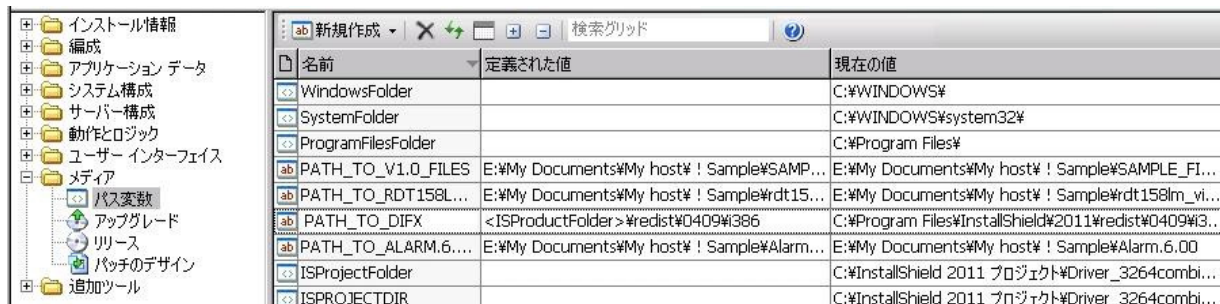 インストール情報
編成
アプリケーション データ
システム構成
サーバー構成
動作とロジック
ユーザー インターフェイス
メディア
パス変数
アップグレード
リリース
パッチのデザイン
追加ツール
新規作成 検索グリッド
名前 定義された値 現在の値
WindowsFolder C:¥WINDOWS¥
SystemFolder C:¥WINDOWS¥system32¥
ProgramFilesFolder C:¥Program Files¥
PATH_TO_V1.0_FILES E:¥My Documents¥My host¥ ! Sample¥SAMP... E:¥My Documents¥My host¥ ! Sample¥SAMPLE_FI...
PATH_TO_RDT158L... E:¥My Documents¥My host¥ ! Sample¥rdt15... E:¥My Documents¥My host¥ ! Sample¥rdt158lm_vi...
PATH_TO_DIFX <ISProductFolder>¥redist¥0409¥i386 C:¥Program Files¥InstallShield¥2011¥redist¥0409¥i3...
PATH_TO_ALARM.6.... E:¥My Documents¥My host¥ ! Sample¥Alarm... E:¥My Documents¥My host¥ ! Sample¥Alarm.6.00
ISProjectFolder C:¥InstallShield 2011 プロジェクト¥Driver_3264combi...
ISPROJECTDIR C:¥InstallShield 2011 プロジェクト¥Driver_3264combi...